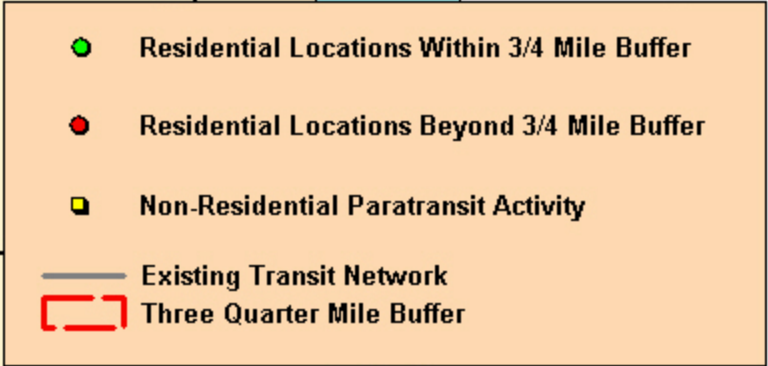 Residential Locations Within 3/4 Mile Buffer
Residential Locations Beyond 3/4 Mile Buffer
Non-Residential Paratransit Activity
Existing Transit Network
Three Quarter Mile Buffer